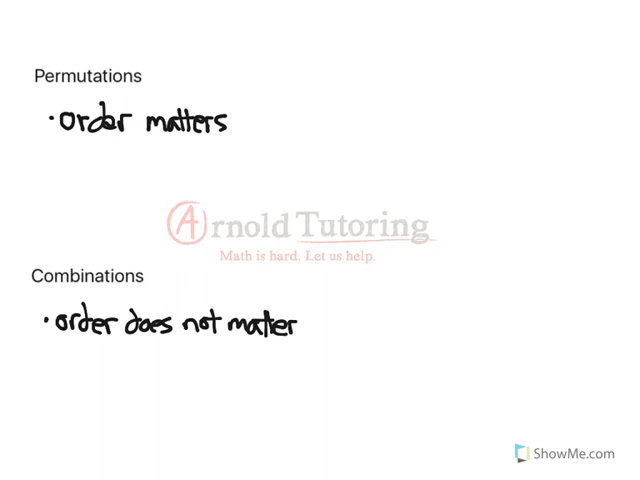 Permutations
· order matters
Arnold Tutoring
Math is hard. Let us help.
Combinations
· order does not matter
ShowMe.com